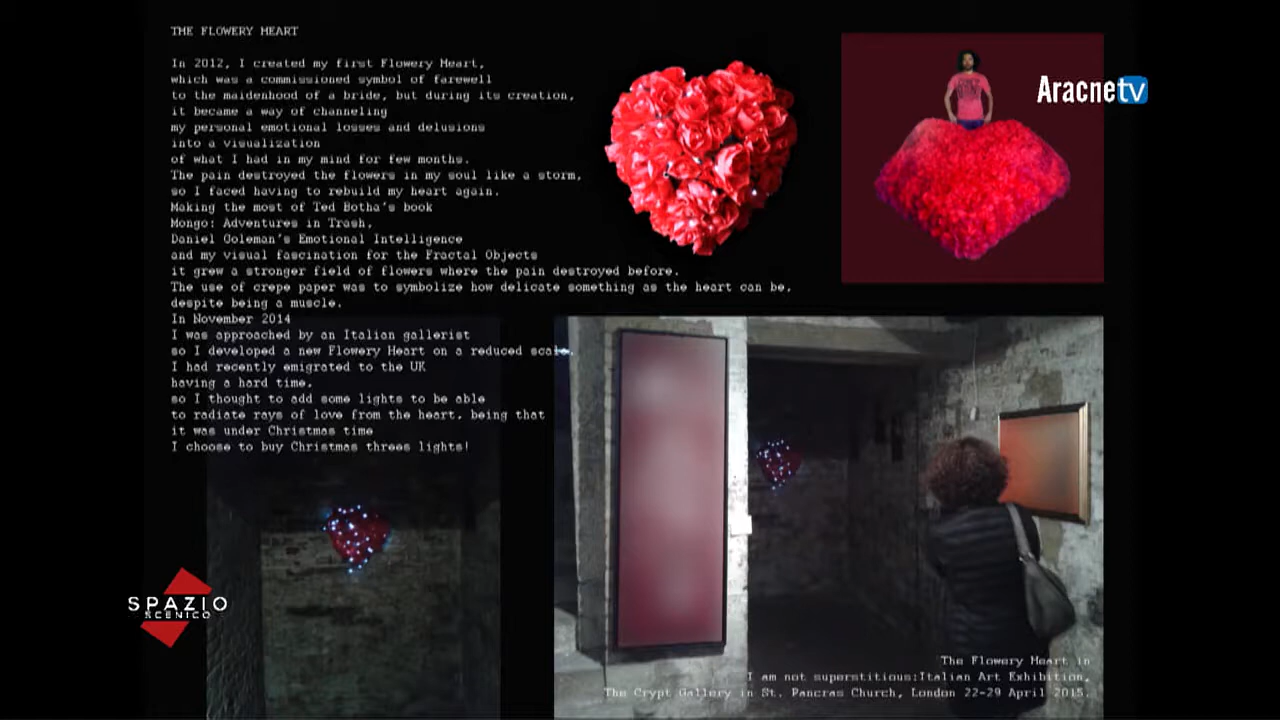 THE FLOWERY HEART
In 2012, I created my first Flowery Heart,
which was a commissioned symbol of farewell
to the maidenhood of a bride, but during its creation,
it became a way of channeling
my personal emotional losses and delusions
into a visualization
of what I had in my mind for few months.
The pain destroyed the flowers in my soul like a storm,
so I faced having to rebuild my heart again.
Making the most of Ted Botha's book
Mongo: Adventures in Trash,
Daniel Goleman's Emotional Intelligence
and my visual fascination for the Fractal Objects
it grew a stronger field of flowers where the pain destroyed before.
The use of crepe paper was to symbolize how delicate something as the heart can be,
despite being a muscle.
In November 2014
I was approached by an Italian gallerist
so I developed a new Flowery Heart on a reduced scale.
I had recently emigrated to the UK
having a hard time,
so I thought to add some lights to be able
to radiate rays of love from the heart, being that
it was under Christmas time
I choose to buy Christmas threes lights!
Aracnetv
SPAZIO
SCENICO
The Flowery Heart in
I am not superstitious:Italian Art Exhibition,
The Crypt Gallery in St. Pancras Church, London 22-29 April 2015.